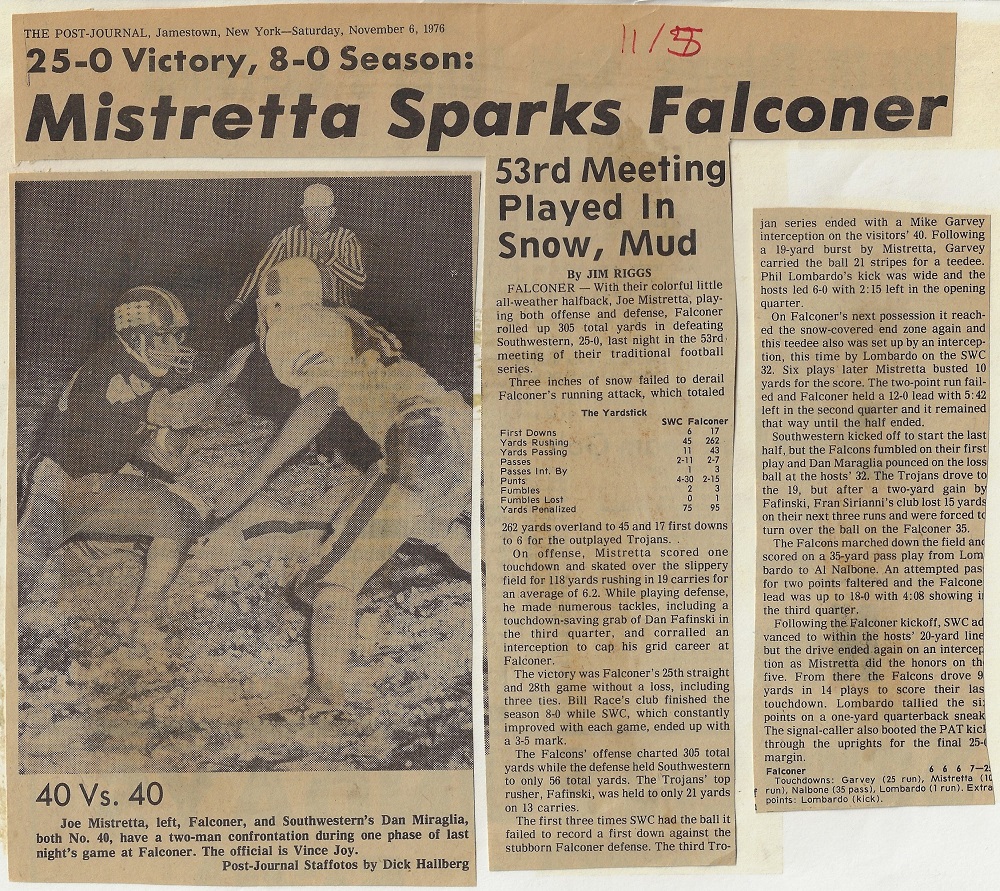 THE POST-JOURNAL, Jamestown, New York—Saturday, November 6, 1976
11/5
25-0 Victory, 8-0 Season:
Mistretta Sparks Falconer
40 Vs. 40
Joe Mistretta, left, Falconer, and Southwestern's Dan Miraglia,
both No. 40, have a two-man confrontation during one phase of last
night's game at Falconer. The official is Vince Joy.
Post-Journal Staffotos by Dick Hallberg
53rd Meeting
Played In
Snow, Mud
By JIM RIGGS
FALCONER — With their colorful little
all-weather halfback, Joe Mistretta, play-
ing both offense and defense, Falconer
rolled up 305 total yards in defeating
Southwestern, 25-0, last night in the 53rd
meeting of their traditional football
series.
Three inches of snow failed to derail
Falconer's running attack, which totaled
The Yardstick
SWC Falconer
First Downs 6 17
Yards Rushing 45 262
Yards Passing 11 43
Passes 2-11 2-7
Passes Int. By 1 3
Punts 4-30 2-15
Fumbles 2 3
Fumbles Lost 0 1
Yards Penalized 75 95
262 yards overland to 45 and 17 first downs
to 6 for the outplayed Trojans. .
On offense, Mistretta scored one
touchdown and skated over the slippery
field for 118 yards rushing in 19 carries for
an average of 6.2. While playing defense,
he made numerous tackles, including a
touchdown-saving grab of Dan Fafinski in
the third quarter, and corralled an
interception to cap his grid career at
Falconer.
The victory was Falconer's 25th straight
and 28th game without a loss, including
three ties. Bill Race's club finished the
season 8-0 while SWC, which constantly
improved with each game, ended up with
a 3-5 mark.
The Falcons' offense charted 305 total
yards while the defense held Southwestern
to only 56 total yards. The Trojans' top
rusher, Fafinski, was held to only 21 yards
on 13 carries.
The first three times SWC had the ball it
failed to record a first down against the
stubborn Falconer defense. The third Tro-
jan series ended with a Mike Garvey
interception on the visitors' 40. Following
a 19-yard burst by Mistretta, Garvey
carried the ball 21 stripes for a teedee.
Phil Lombardo's kick was wide and the
hosts led 6-0 with 2:15 left in the opening
quarter.
On Falconer's next possession it reach-
ed the snow-covered end zone again and
this teedee also was set up by an intercep-
tion, this time by Lombardo on the SWC
32. Six plays later Mistretta busted 10
yards for the score. The two-point run fail-
ed and Falconer held a 12-0 lead with 5:42
left in the second quarter and it remained
that way until the half ended.
Southwestern kicked off to start the last
half, but the Falcons fumbled on their first
play and Dan Maraglia pounced on the loss
ball at the hosts' 32. The Trojans drove to
the 19, but after a two-yard gain by
Fafinski, Fran Sirianni's club lost 15 yards
on their next three runs and were forced to
turn over the ball on the Falconer 35.
The Falcons marched down the field and
scored on a 35-yard pass play from Lom
bardo to Al Nalbone. An attempted pas
for two points faltered and the Falcone
lead was up to 18-0 with 4:08 showing i
the third quarter.
Following the Falconer kickoff, SWC ad
vanced to within the hosts' 20-yard line
but the drive ended again on an intercep
tion as Mistretta did the honors on the
five. From there the Falcons drove 9
yards in 14 plays to score their las
touchdown. Lombardo tallied the si
points on a one-yard quarterback sneak
The signal-caller also booted the PAT kick
through the uprights for the final 25-
margin.
Falconer 6 6 6 7—2
Touchdowns: Garvey (25 run), Mistretta (10
run), Nalbone (35 pass), Lombardo (1 run). Extra
points: Lombardo (kick).